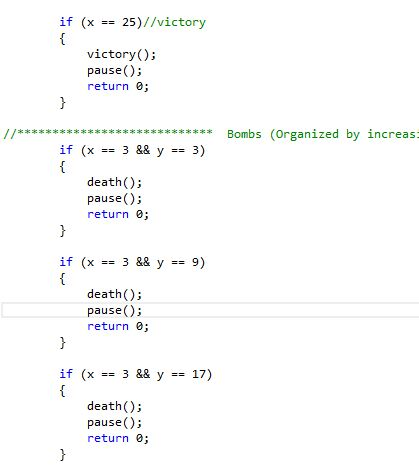 if (x == 25)//victory
{
victory();
pause();
return 0;
}
//**************************** Bombs (Organized by increasi
if (x == 3 && y == 3)
{
death();
pause();
return 0;
}
if (x == 3 && y == 9)
{
death();
pause();
return 0;
}
if (x == 3 && y == 17)
{
death();
pause();
return 0;
}